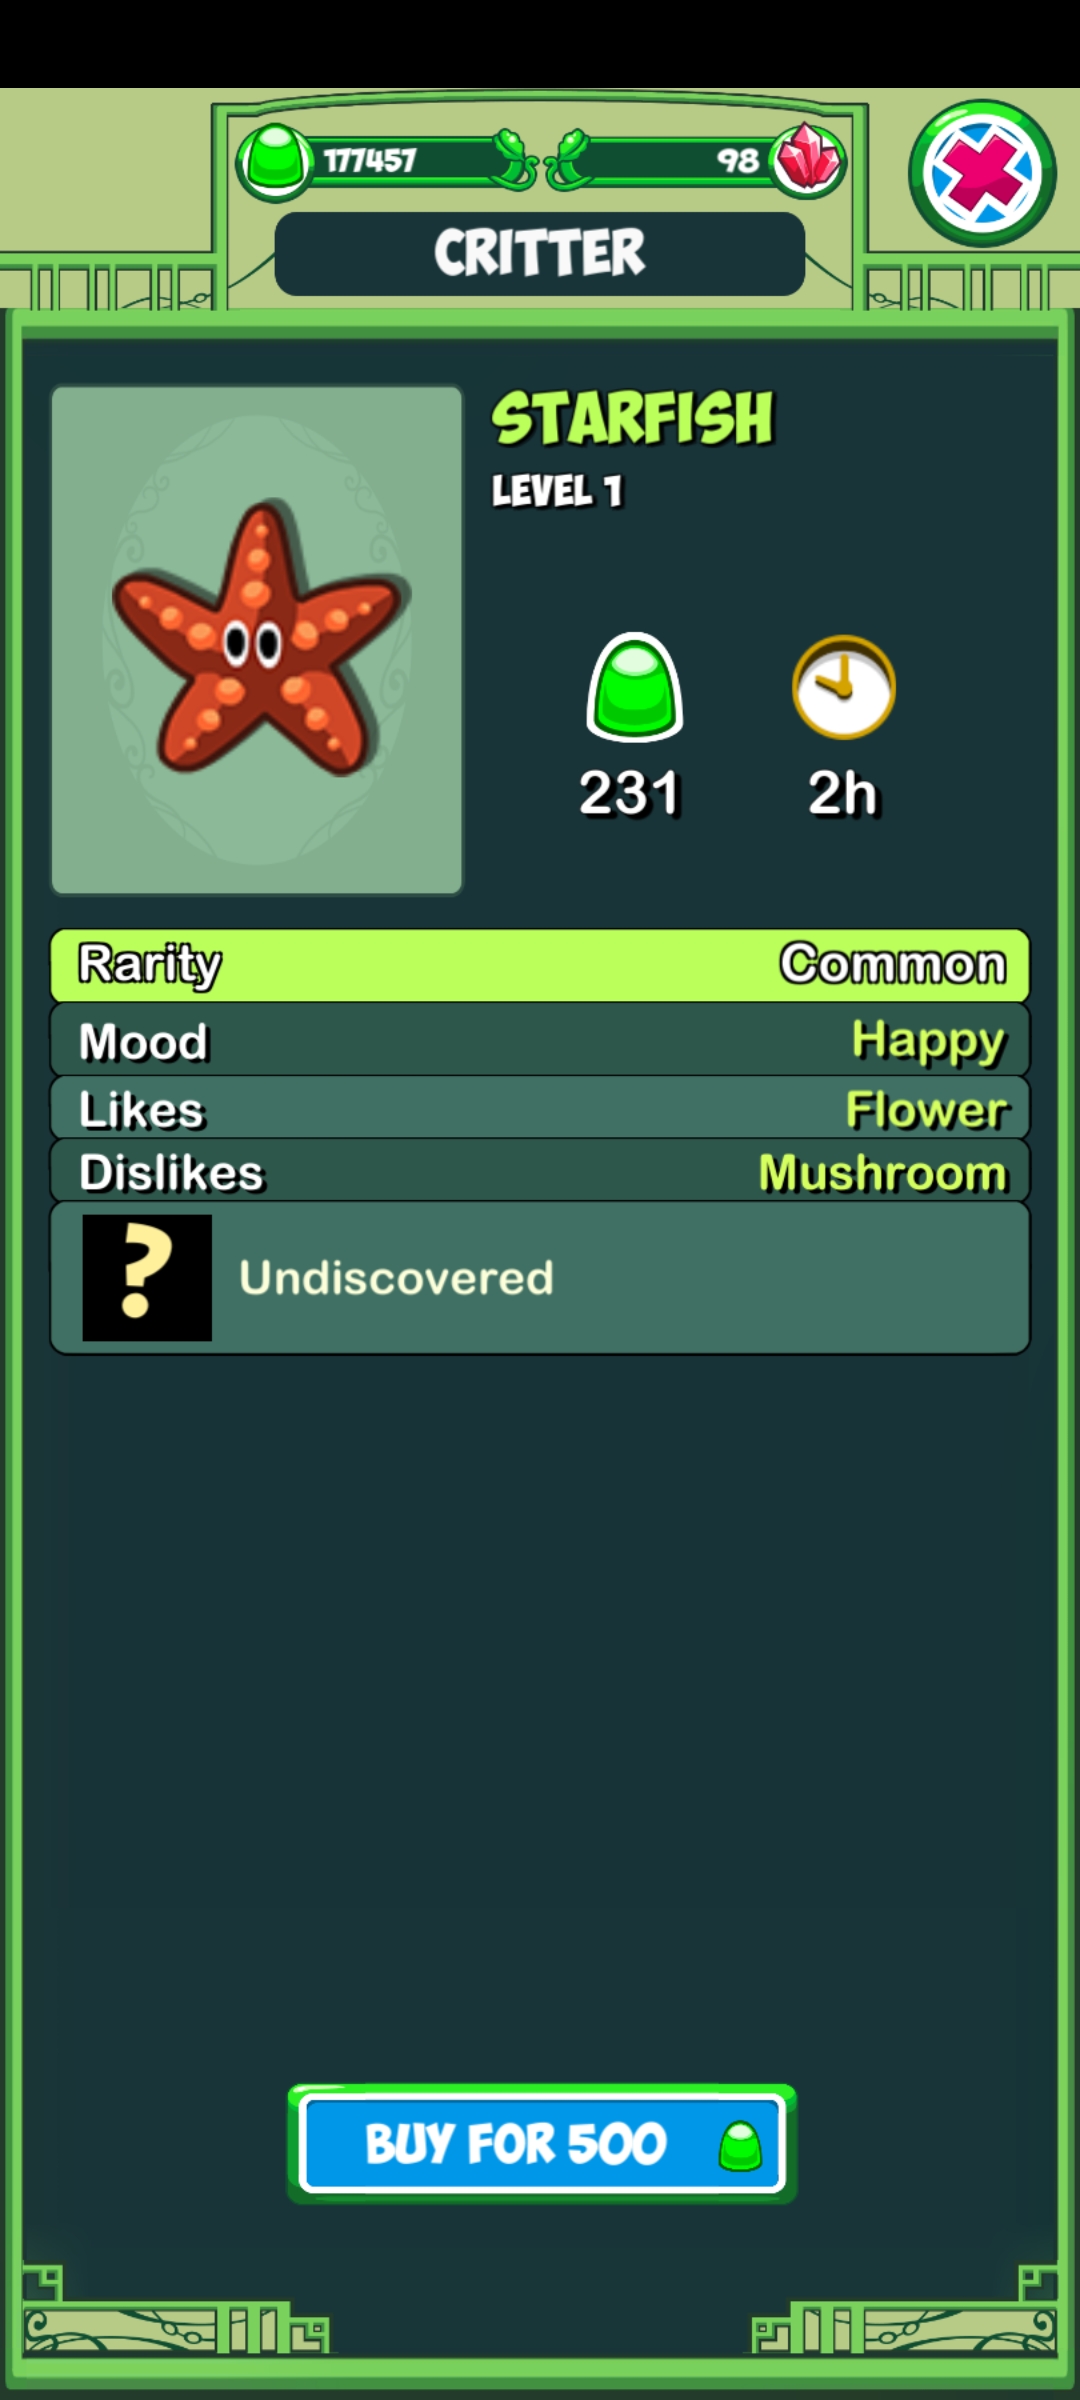 177457
98
CRITTER
STARFISH
LEVEL 1
231
2h
Rarity Common
Mood Happy
Likes Flower
Dislikes Mushroom
? Undiscovered
BUY FOR 500